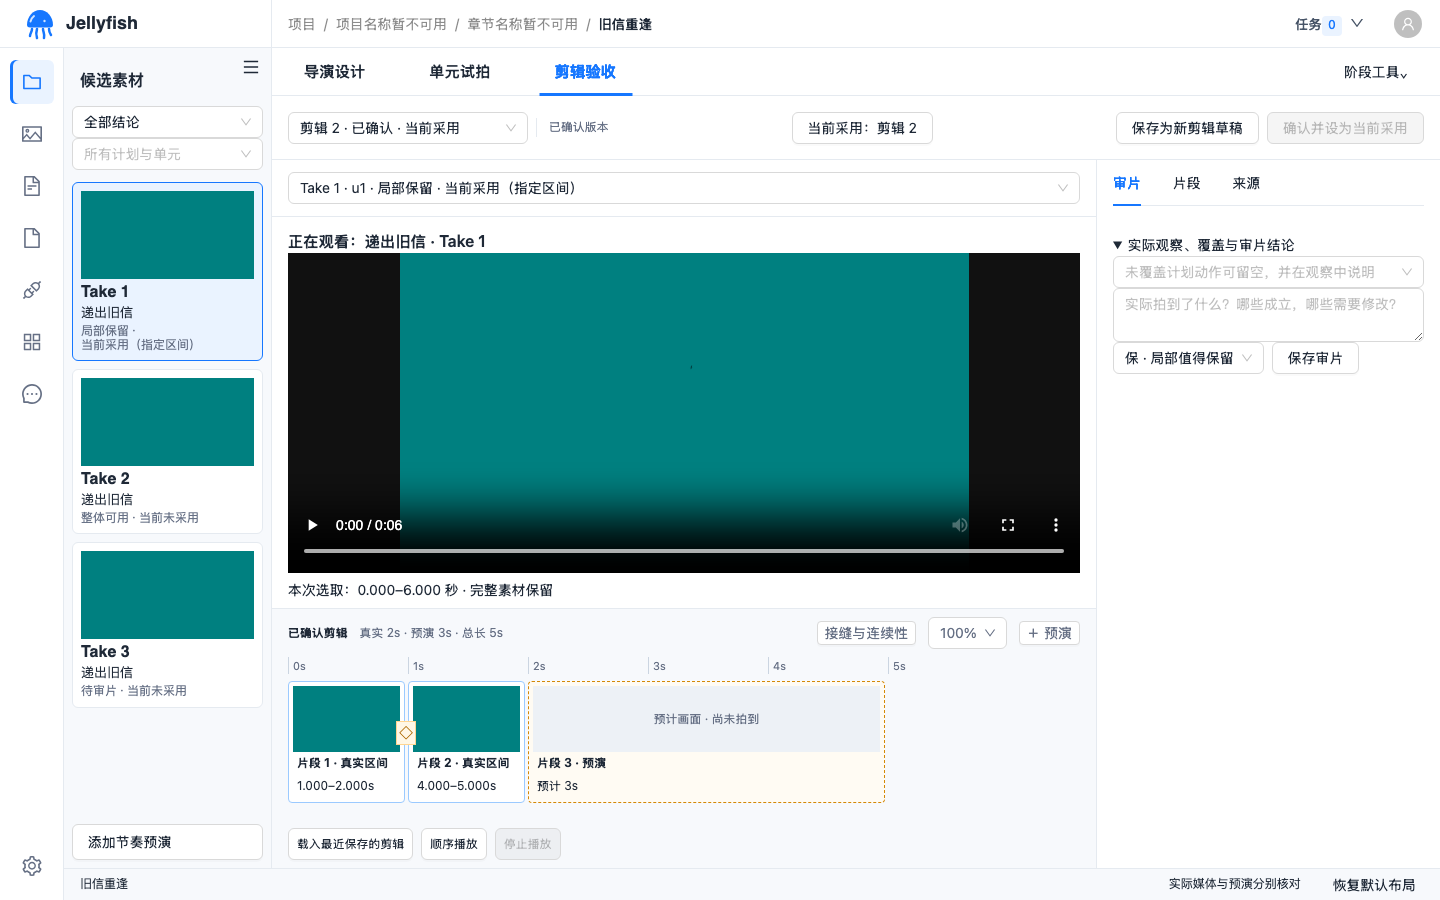 Jellyfish
项目 / 项目名称暂不可用 / 章节名称暂不可用 / 旧信重逢
任务 0
候选素材
全部结论
所有计划与单元
Take 1
递出旧信
局部保留 ·
当前采用（指定区间）
Take 2
递出旧信
整体可用 · 当前未采用
Take 3
递出旧信
待审片 · 当前未采用
添加节奏预演
导演设计
单元试拍
剪辑验收
阶段工具
剪辑 2 · 已确认 · 当前采用
已确认版本
当前采用：剪辑 2
保存为新剪辑草稿
确认并设为当前采用
Take 1 · u1 · 局部保留 · 当前采用（指定区间）
正在观看：递出旧信 · Take 1
0:00 / 0:06
本次选取：0.000–6.000 秒 · 完整素材保留
已确认剪辑 真实 2s · 预演 3s · 总长 5s
接缝与连续性
100%
+ 预演
0s 1s 2s 3s 4s 5s
预计画面 · 尚未拍到
片段 1 · 真实区间
1.000–2.000s
片段 2 · 真实区间
4.000–5.000s
片段 3 · 预演
预计 3s
载入最近保存的剪辑
顺序播放
停止播放
审片
片段
来源
▼ 实际观察、覆盖与审片结论
未覆盖计划动作可留空，并在观察中说明
实际拍到了什么？哪些成立，哪些需要修改？
保 · 局部值得保留
保存审片
旧信重逢
实际媒体与预演分别核对
恢复默认布局